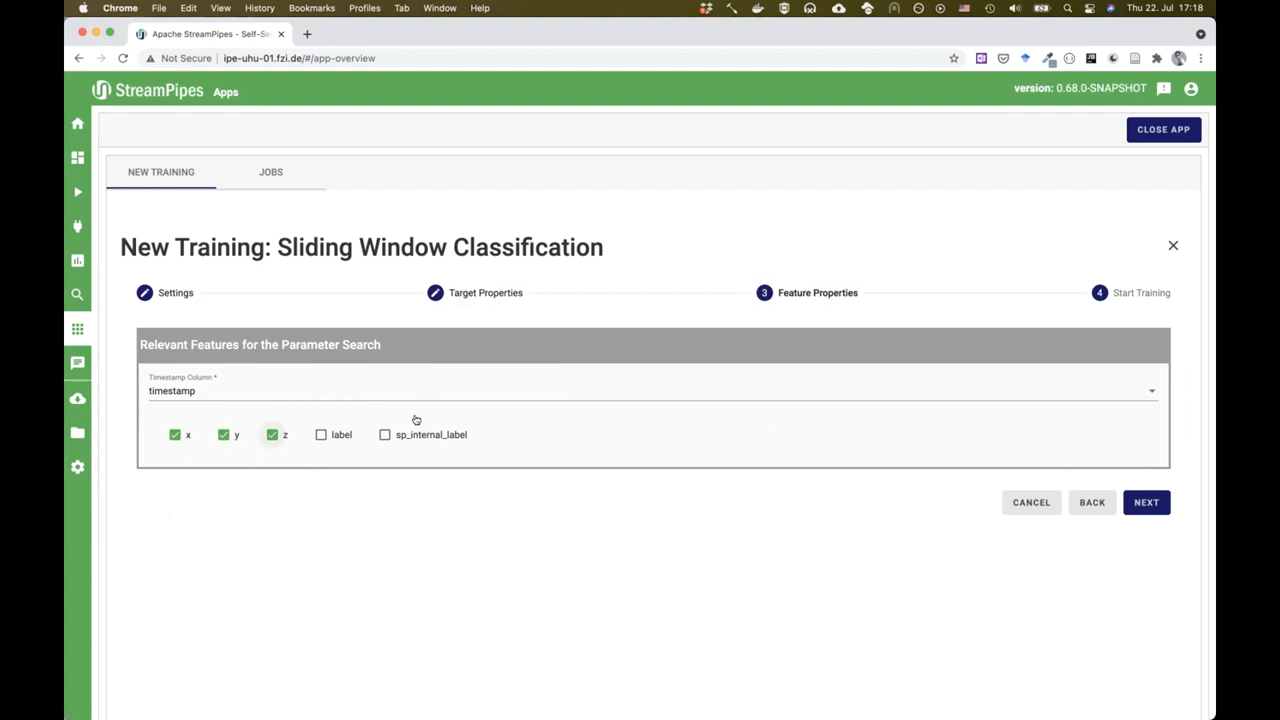 Chrome File Edit View History Bookmarks Profiles Tab Window Help Thu 22. Jul 17:18
Apache StreamPipes - Self-Se
Not Secure ipe-uhu-01.fzi.de/#/app-overview
StreamPipes Apps version: 0.68.0-SNAPSHOT
CLOSE APP
NEW TRAINING JOBS
New Training: Sliding Window Classification
Settings Target Properties 3 Feature Properties 4 Start Training
Relevant Features for the Parameter Search
Timestamp Column *
timestamp
x y z label sp_internal_label
CANCEL BACK NEXT